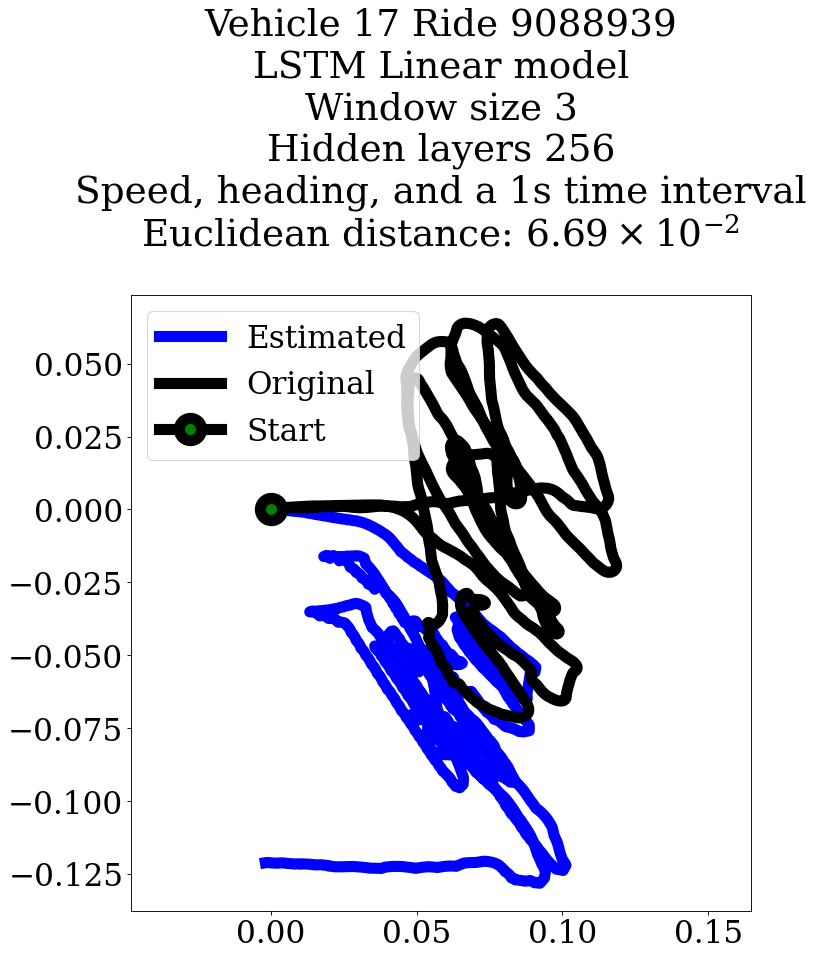 Vehicle 17 Ride 9088939
LSTM Linear model
Window size 3
Hidden layers 256
Speed, heading, and a 1s time interval
Euclidean distance: 6.69 × 10⁻²
Estimated
Original
Start
0.050
0.025
0.000
−0.025
−0.050
−0.075
−0.100
−0.125
0.00 0.05 0.10 0.15